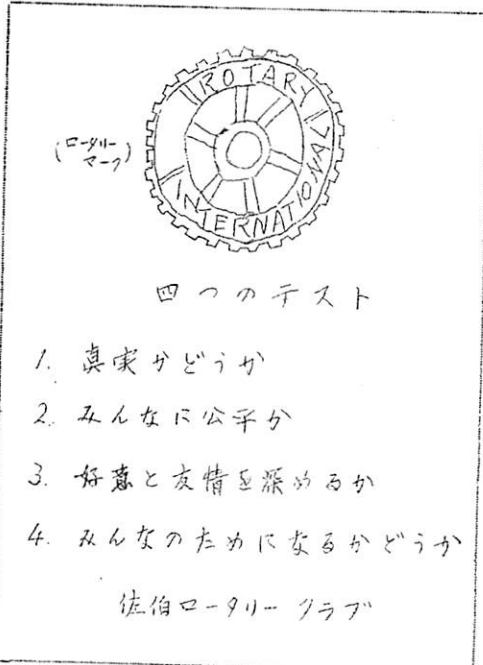 ROTARY
INTERNATIONAL
(ロータリーマーク)
四つのテスト
1. 真実かどうか
2. みんなに公平か
3. 好意と友情を深めるか
4. みんなのためになるかどうか
佐伯ロータリークラブ